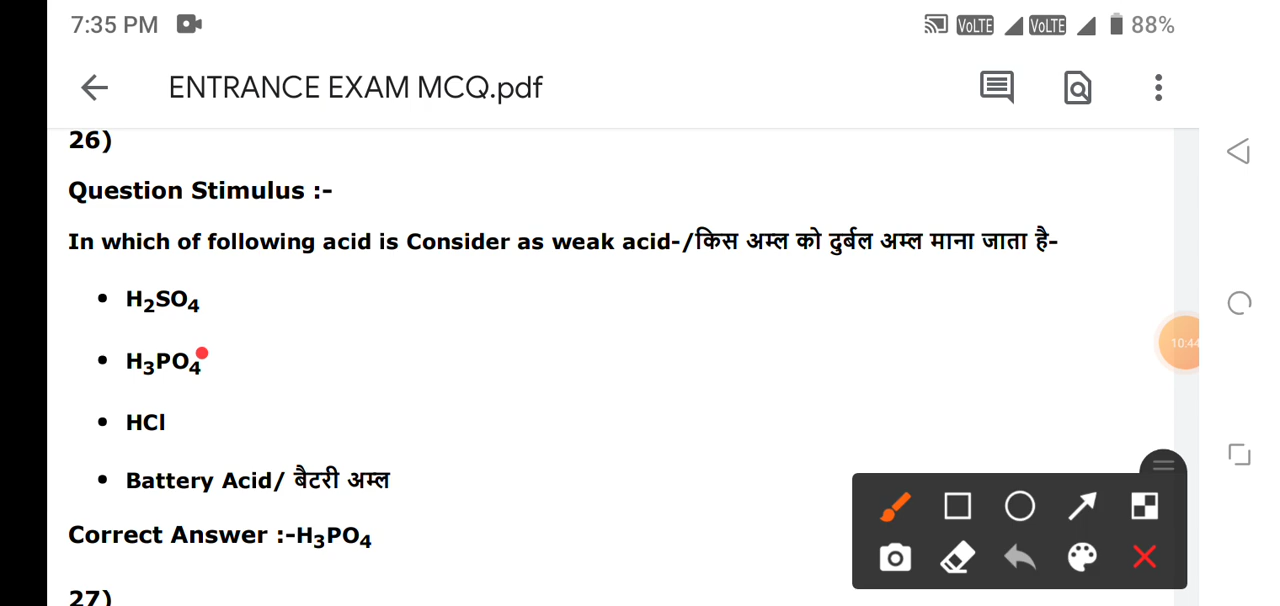 7:35 PM VoLTE VoLTE 88%
ENTRANCE EXAM MCQ.pdf
26)
Question Stimulus :-
In which of following acid is Consider as weak acid-/किस अम्ल को दुर्बल अम्ल माना जाता है-
• H₂SO₄
• H₃PO₄
• HCl
• Battery Acid/ बैटरी अम्ल
Correct Answer :-H₃PO₄
27)
10:44